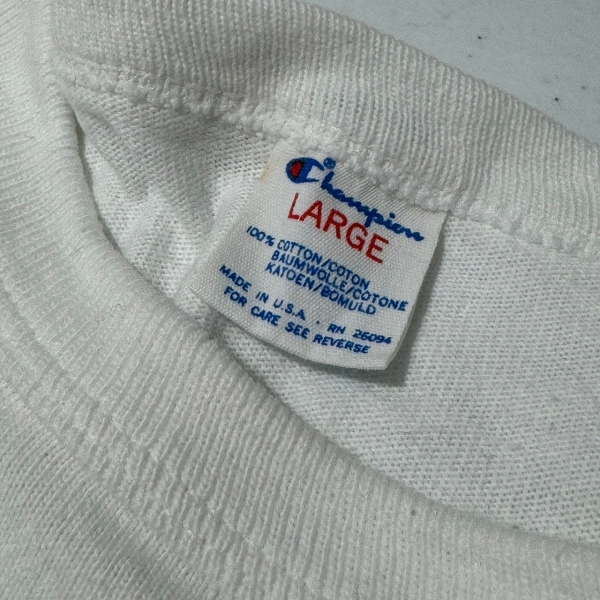 Champion
LARGE
100% COTTON/COTON
BAUMWOLLE/COTONE
KATOEN/BOMULD
MADE IN U.S.A. . RN 26094
FOR CARE SEE REVERSE